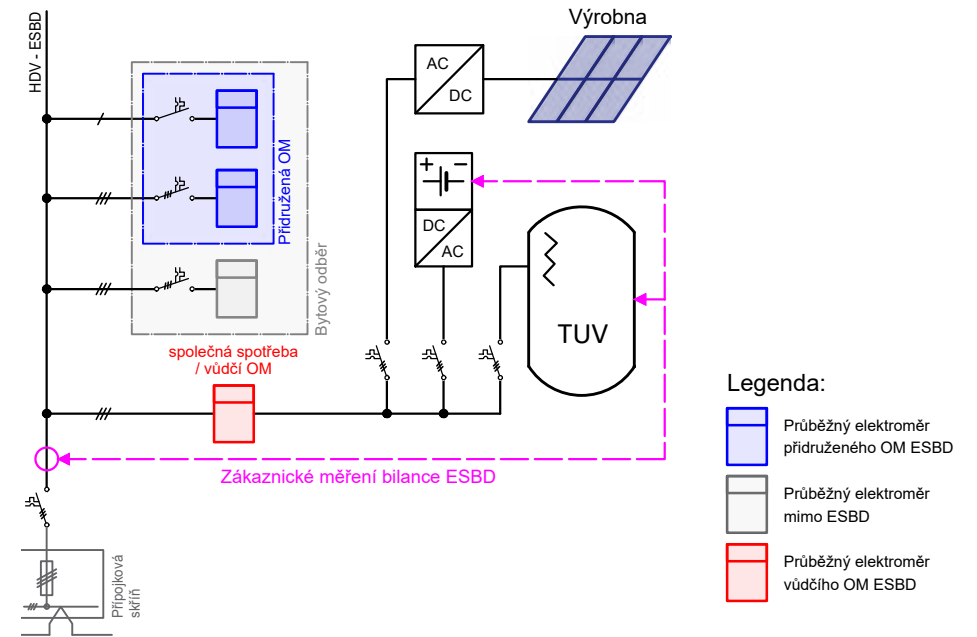 Výrobna
HDV - ESBD
AC
DC
Přidružená OM
+
−
DC
AC
Bytový odběr
TUV
společná spotřeba
/ vůdčí OM
Zákaznické měření bilance ESBD
Přípojková
skříň
Legenda:
Průběžný elektroměr
přidruženého OM ESBD
Průběžný elektroměr
mimo ESBD
Průběžný elektroměr
vůdčího OM ESBD